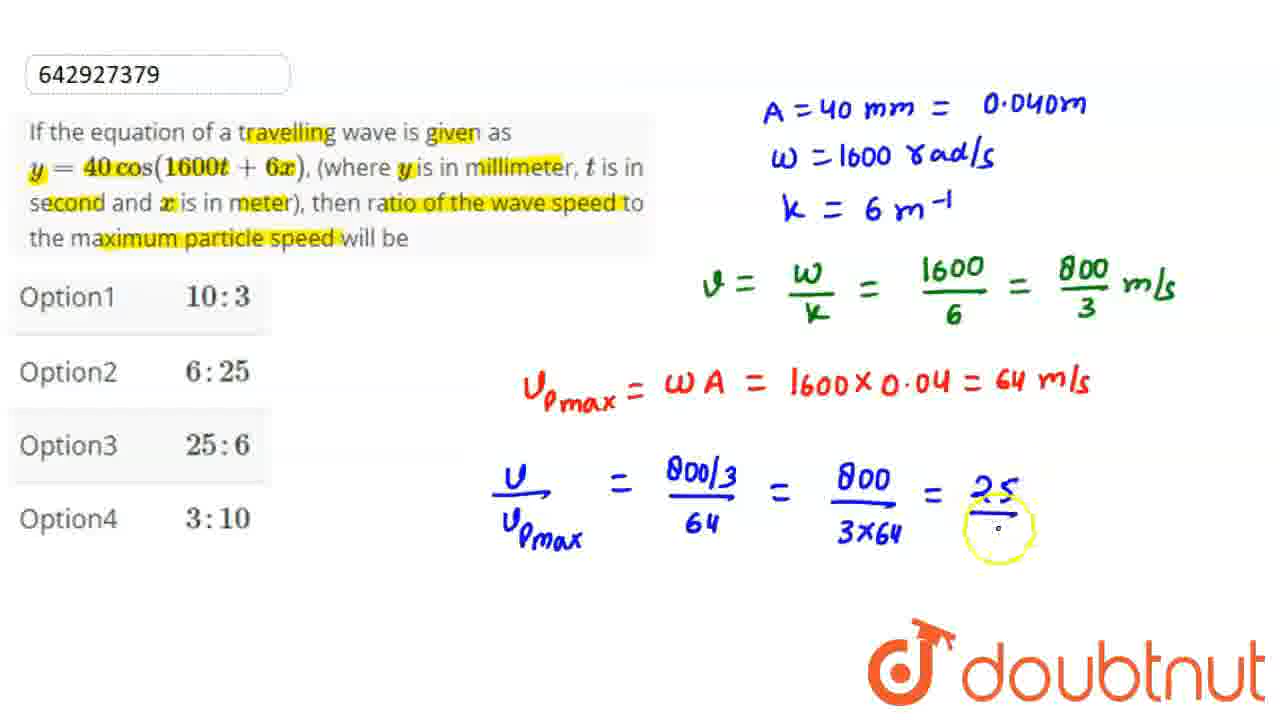 642927379
If the equation of a travelling wave is given as
y = 40 cos(1600t + 6x), (where y is in millimeter, t is in
second and x is in meter), then ratio of the wave speed to
the maximum particle speed will be
Option1 10 : 3
Option2 6 : 25
Option3 25 : 6
Option4 3 : 10
A = 40 mm = 0.040m
ω = 1600 rad/s
k = 6 m⁻¹
v = ω/k = 1600/6 = 800/3 m/s
v_Pmax = ωA = 1600 × 0.04 = 64 m/s
v/v_Pmax = 800/3/64 = 800/3×64 = 25/
doubtnut